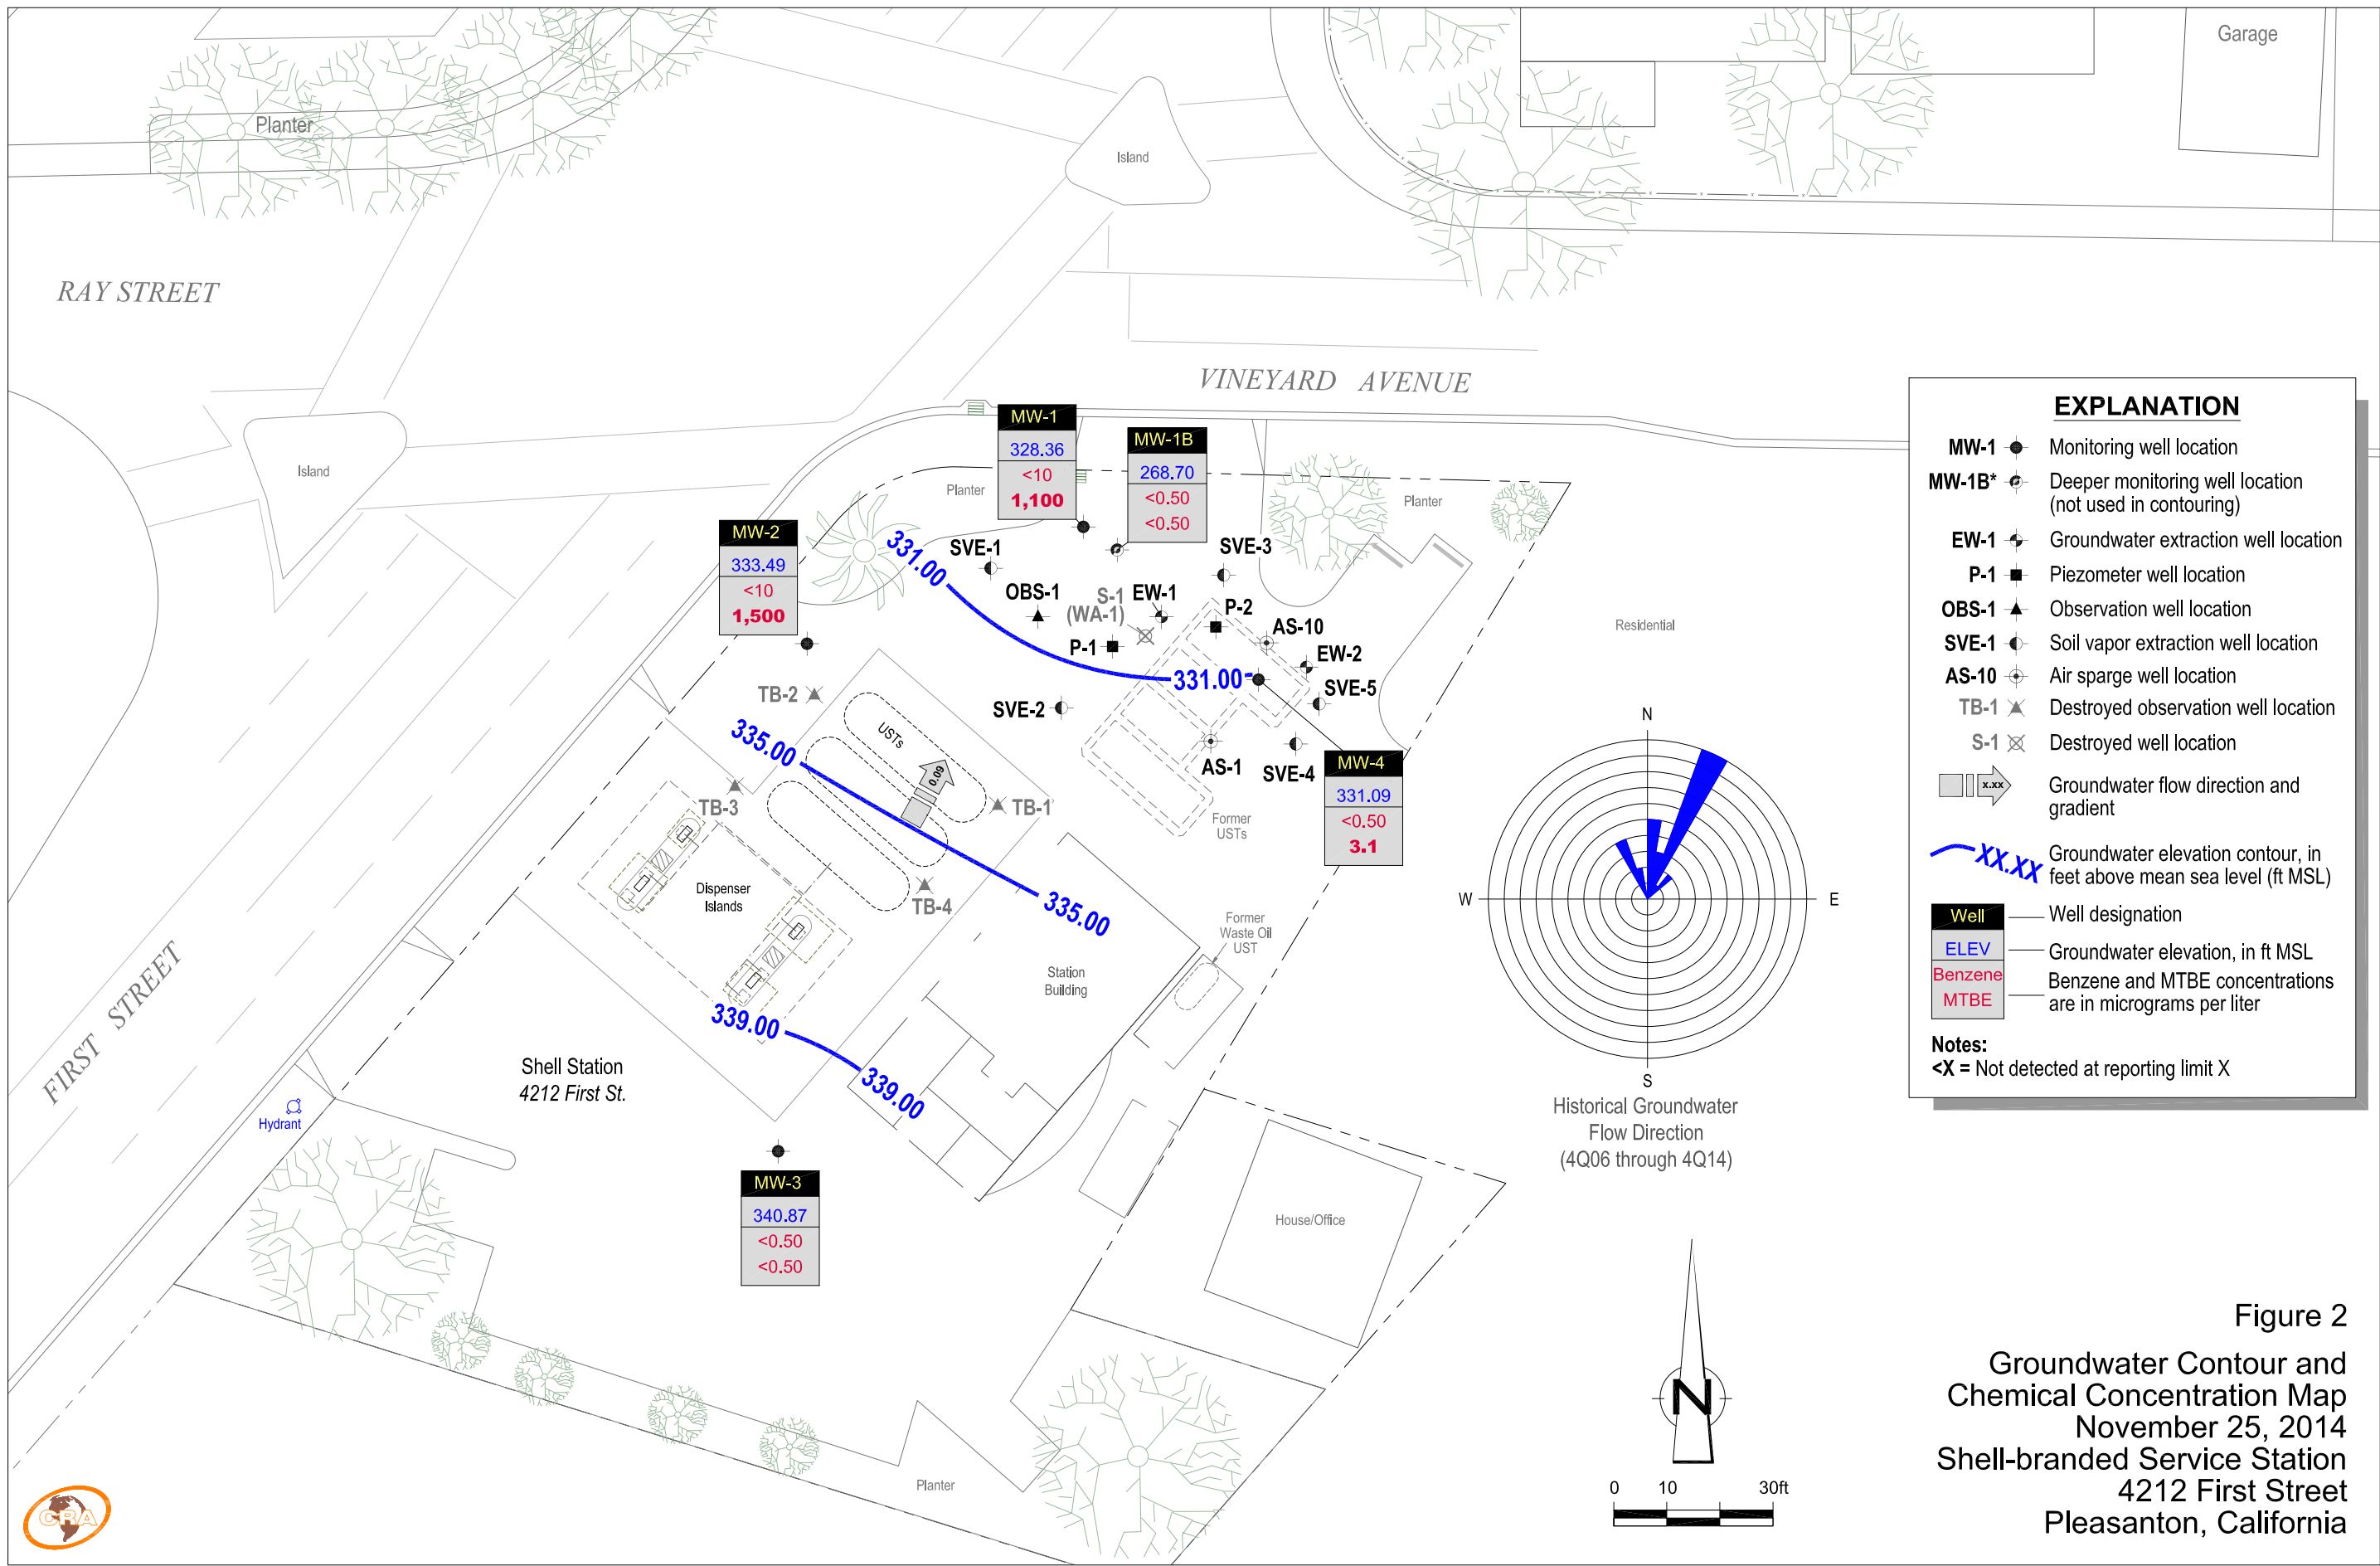 Garage
Planter
Island
RAY STREET
VINEYARD AVENUE
Island
Planter
Planter
MW-1
328.36
<10
1,100
MW-1B
268.70
<0.50
<0.50
MW-2
333.49
<10
1,500
331.00
SVE-1
SVE-3
OBS-1
S-1
(WA-1)
EW-1
P-2
AS-10
P-1
EW-2
331.00
SVE-5
SVE-2
TB-2
USTs
335.00
0.09
AS-1
SVE-4
MW-4
331.09
<0.50
3.1
TB-3
TB-1
Former
USTs
Residential
Dispenser
Islands
TB-4
335.00
Former
Waste Oil
UST
Station
Building
339.00
339.00
FIRST STREET
Shell Station
4212 First St.
Hydrant
MW-3
340.87
<0.50
<0.50
House/Office
Planter
N
W
E
S
Historical Groundwater
Flow Direction
(4Q06 through 4Q14)
EXPLANATION
MW-1 Monitoring well location
MW-1B* Deeper monitoring well location
(not used in contouring)
EW-1 Groundwater extraction well location
P-1 Piezometer well location
OBS-1 Observation well location
SVE-1 Soil vapor extraction well location
AS-10 Air sparge well location
TB-1 Destroyed observation well location
S-1 Destroyed well location
x.xx Groundwater flow direction and
gradient
XX.XX Groundwater elevation contour, in
feet above mean sea level (ft MSL)
Well Well designation
ELEV Groundwater elevation, in ft MSL
Benzene Benzene and MTBE concentrations
MTBE are in micrograms per liter
Notes:
<X = Not detected at reporting limit X
N
0 10 30ft
Figure 2
Groundwater Contour and
Chemical Concentration Map
November 25, 2014
Shell-branded Service Station
4212 First Street
Pleasanton, California
CRA